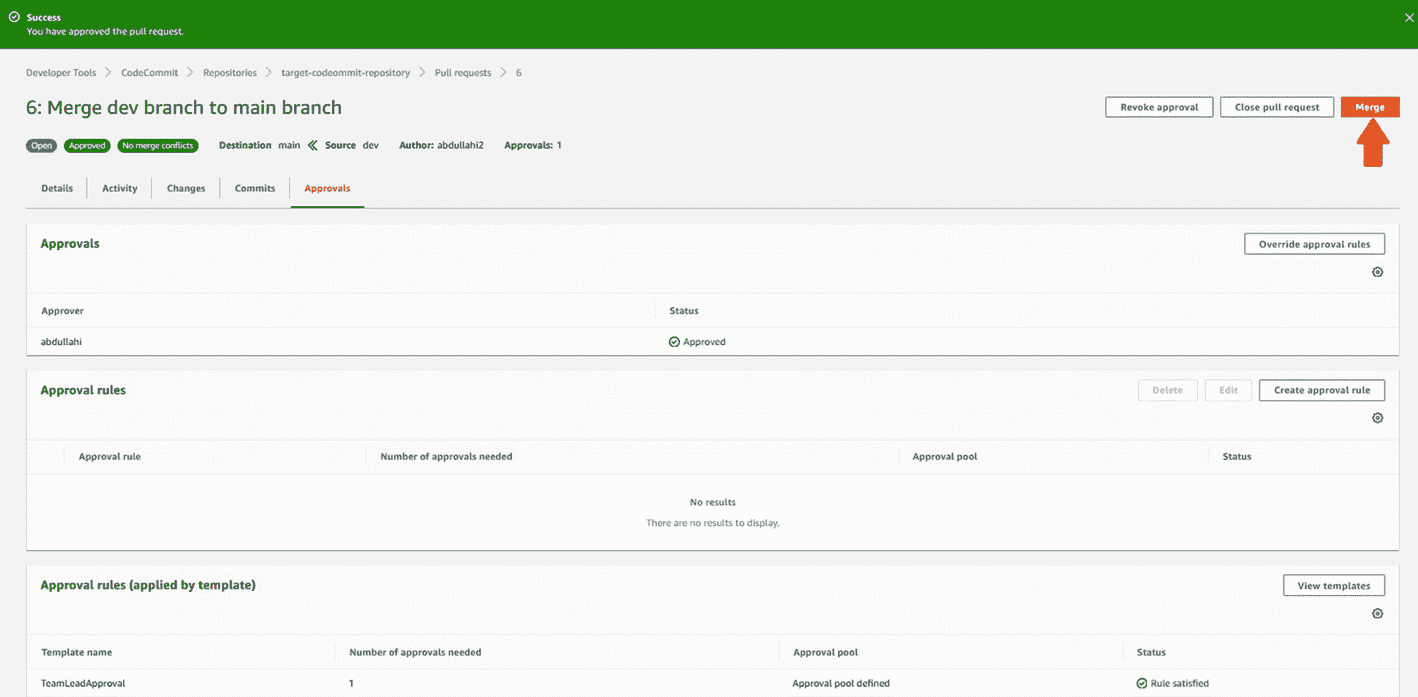 Success
You have approved the pull request.
Developer Tools CodeCommit Repositories target-codeommit-repository Pull requests 6
6: Merge dev branch to main branch
Revoke approval Close pull request Merge
Open Approved No merge conflicts Destination main Source dev Author: abdullahi2 Approvals: 1
Details Activity Changes Commits Approvals
Approvals
Override approval rules
Approver Status
abdullahi Approved
Approval rules
Delete Edit Create approval rule
Approval rule Number of approvals needed Approval pool Status
No results
There are no results to display.
Approval rules (applied by template)
View templates
Template name Number of approvals needed Approval pool Status
TeamLeadApproval 1 Approval pool defined Rule satisfied